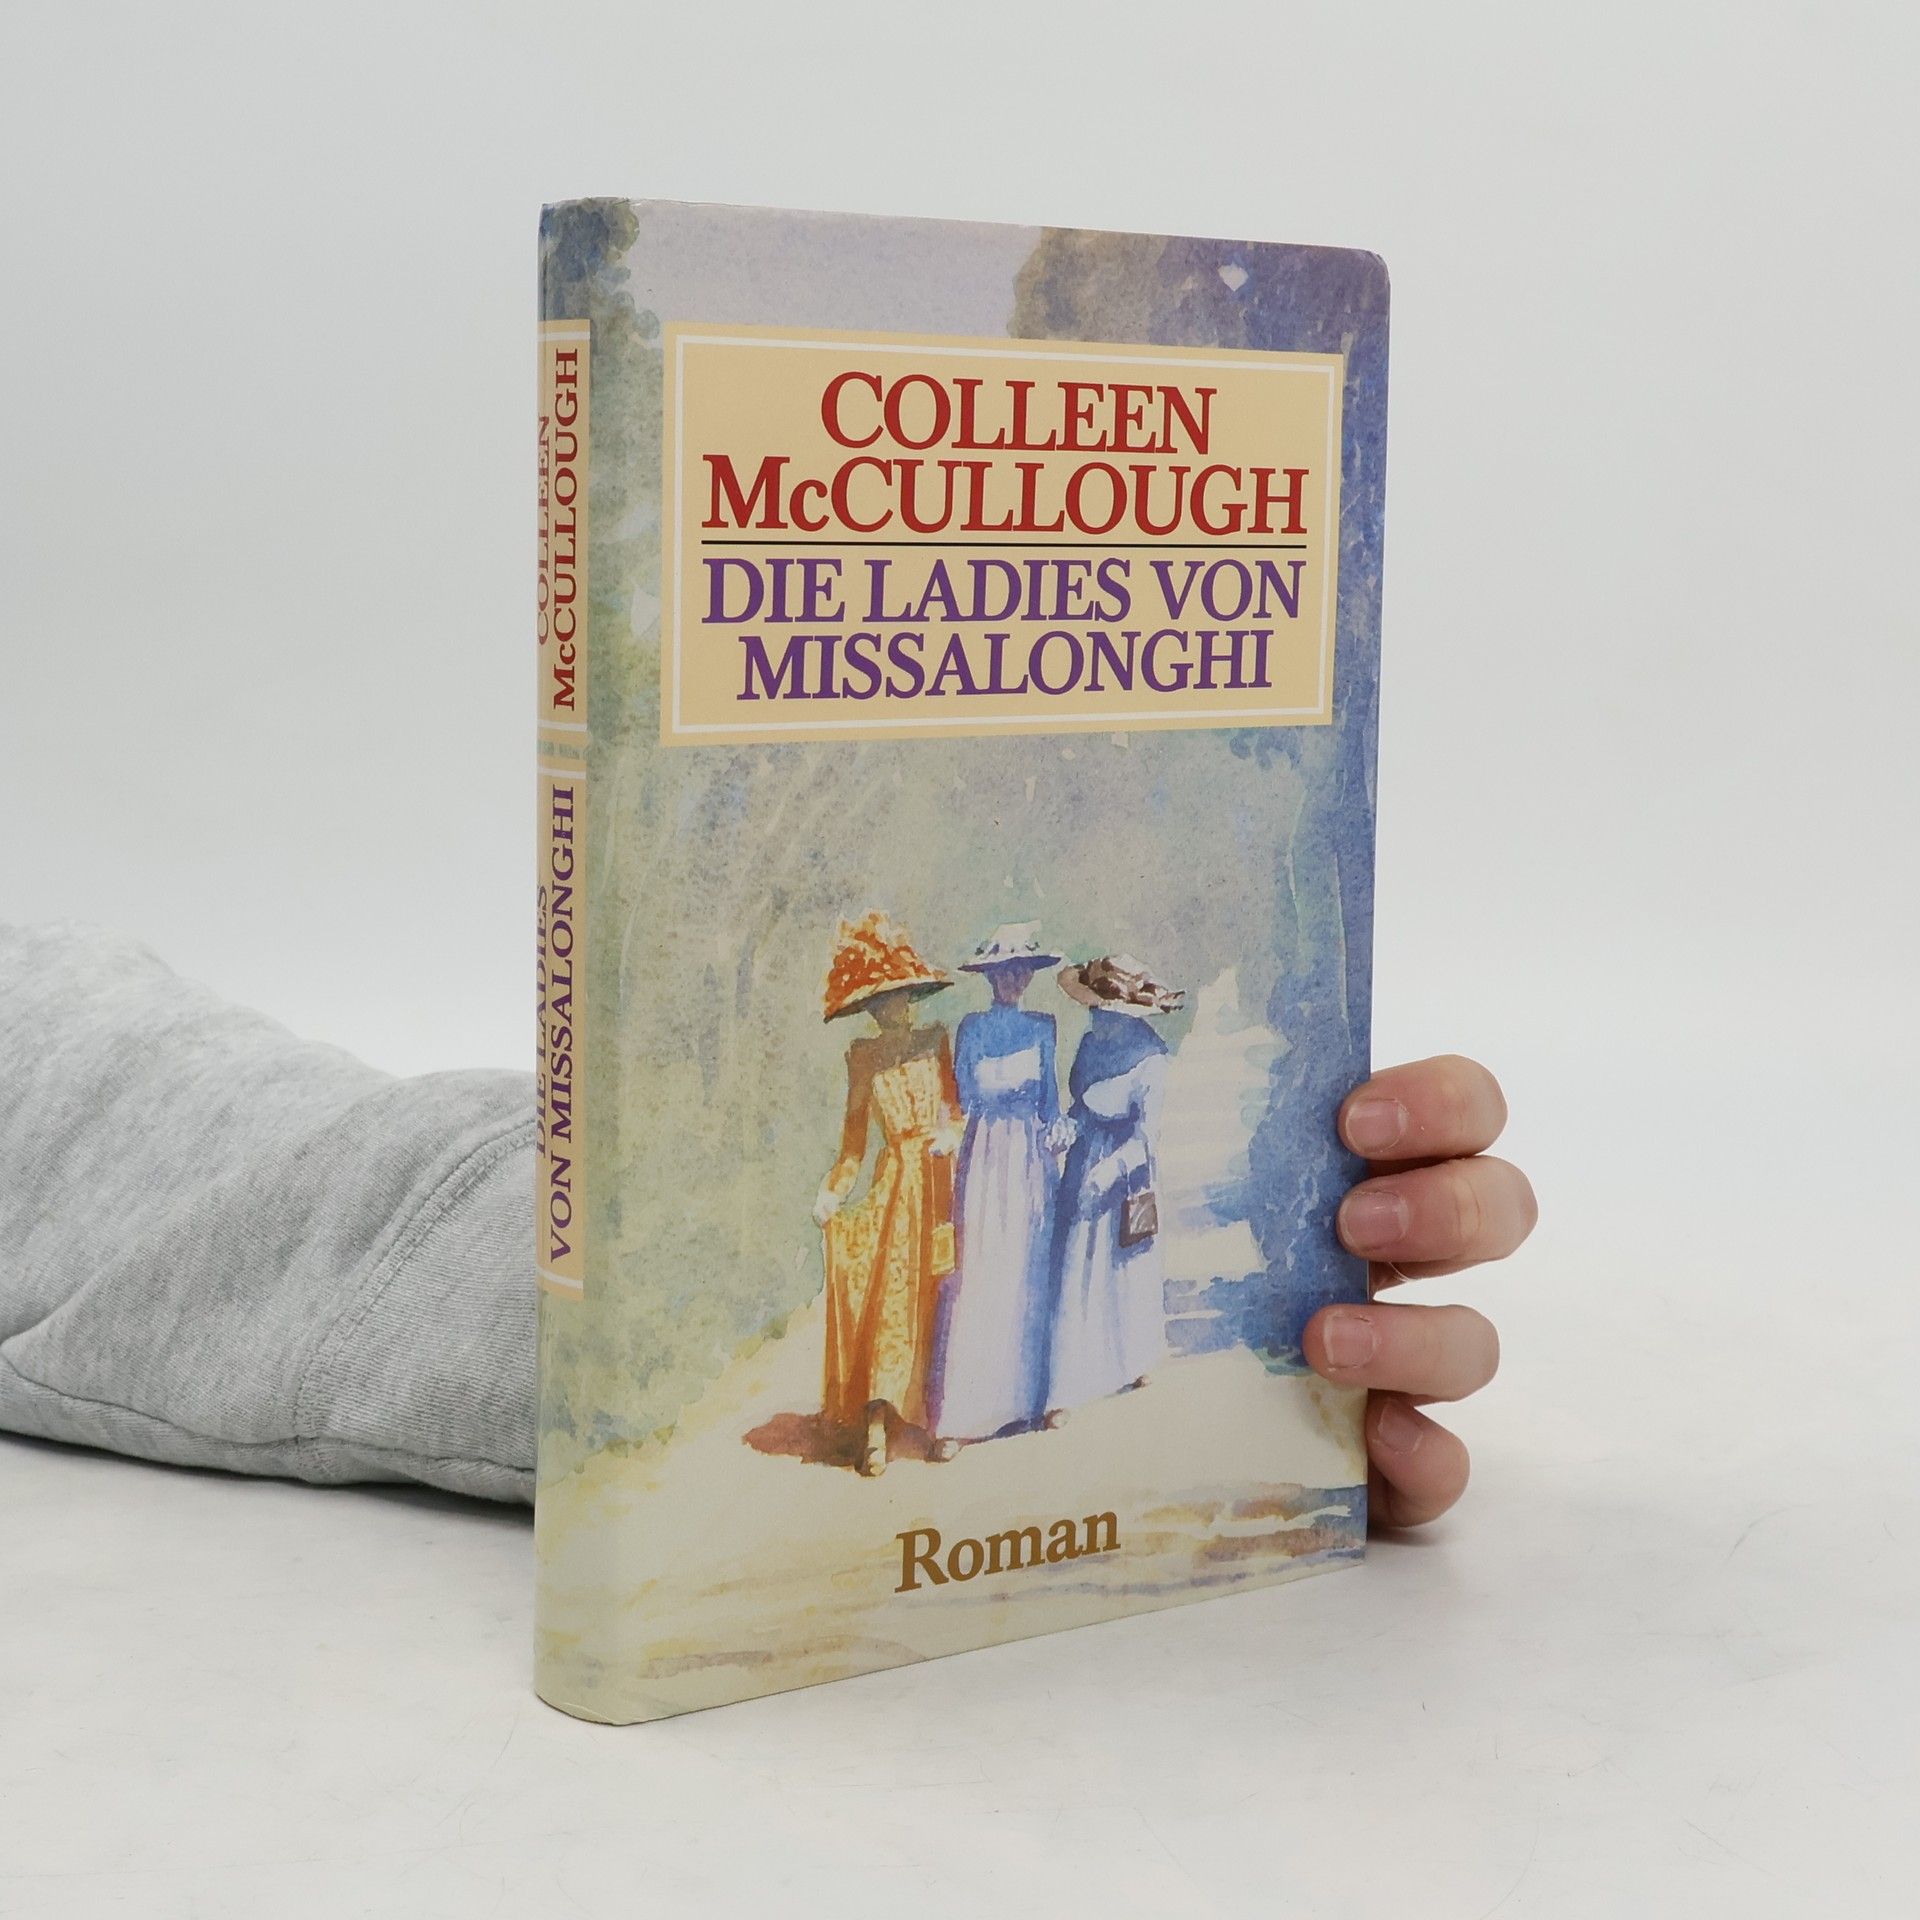 COLLEEN
McCULLOUGH
DIE LADIES VON
MISSALONGHI
Roman
COLLEEN
McCULLOUGH
DIE LADIES
VON MISSALONGHI